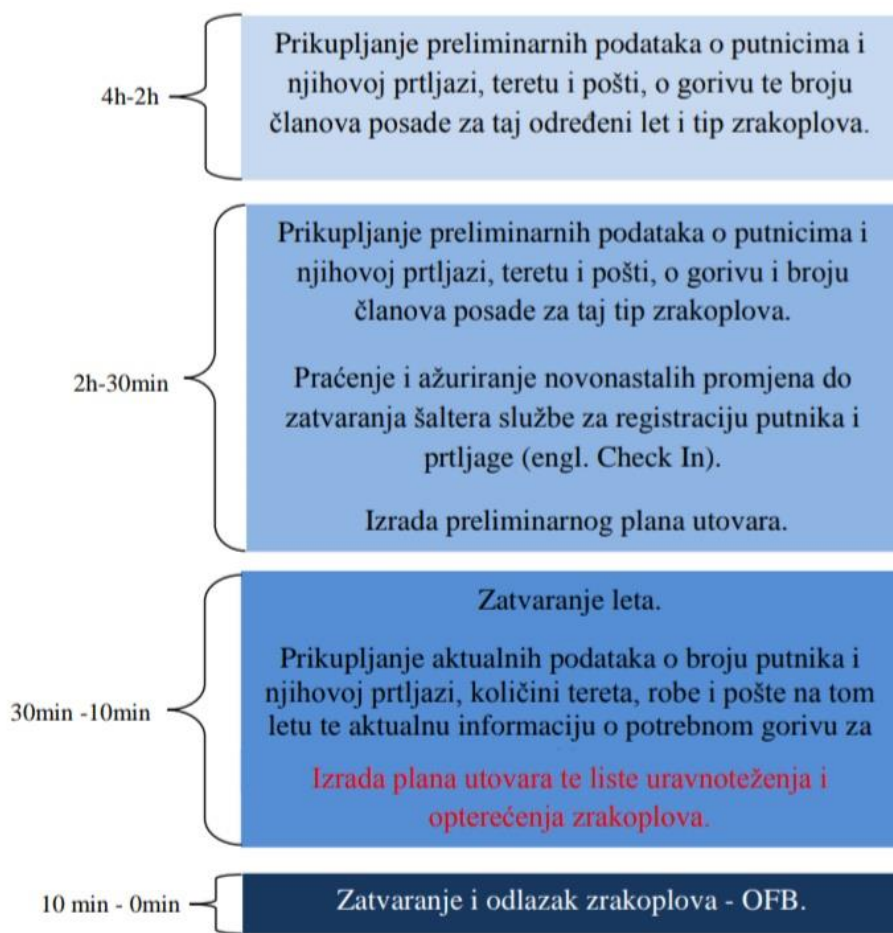 4h-2h
Prikupljanje preliminarnih podataka o putnicima i
njihovoj prtljazi, teretu i pošti, o gorivu te broju
članova posade za taj određeni let i tip zrakoplova.
2h-30min
Prikupljanje preliminarnih podataka o putnicima i
njihovoj prtljazi, teretu i pošti, o gorivu i broju
članova posade za taj tip zrakoplova.
Praćenje i ažuriranje novonastalih promjena do
zatvaranja šaltera službe za registraciju putnika i
prtljage (engl. Check In).
Izrada preliminarnog plana utovara.
30min -10min
Zatvaranje leta.
Prikupljanje aktualnih podataka o broju putnika i
njihovoj prtljazi, količini tereta, robe i pošte na tom
letu te aktualnu informaciju o potrebnom gorivu za
Izrada plana utovara te liste uravnoteženja i
opterećenja zrakoplova.
10 min - 0min
Zatvaranje i odlazak zrakoplova - OFB.